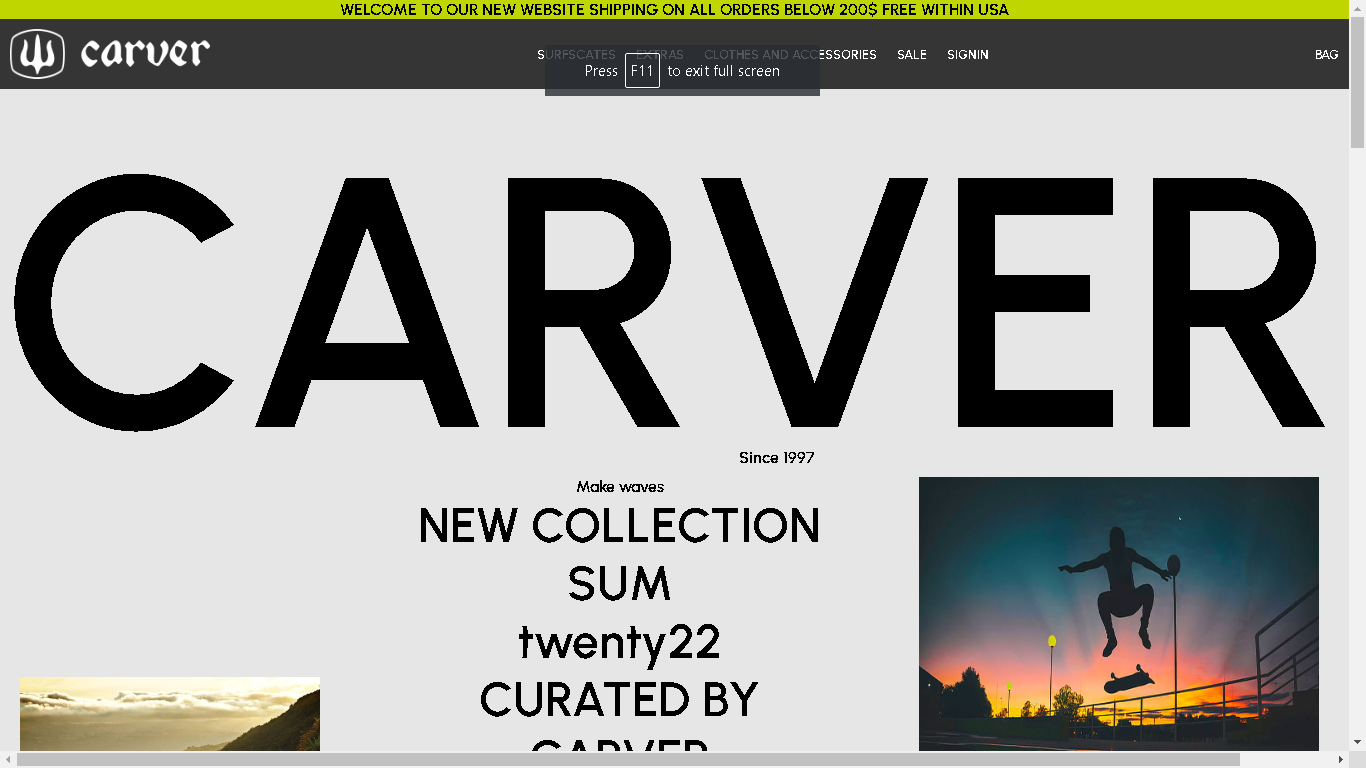 WELCOME TO OUR NEW WEBSITE SHIPPING ON ALL ORDERS BELOW 200$ FREE WITHIN USA
carver
SURFSCATES EXTRAS CLOTHES AND ACCESSORIES SALE SIGNIN BAG
Press F11 to exit full screen
CARVER
Since 1997
Make waves
NEW COLLECTION
SUM
twenty22
CURATED BY
CARVER